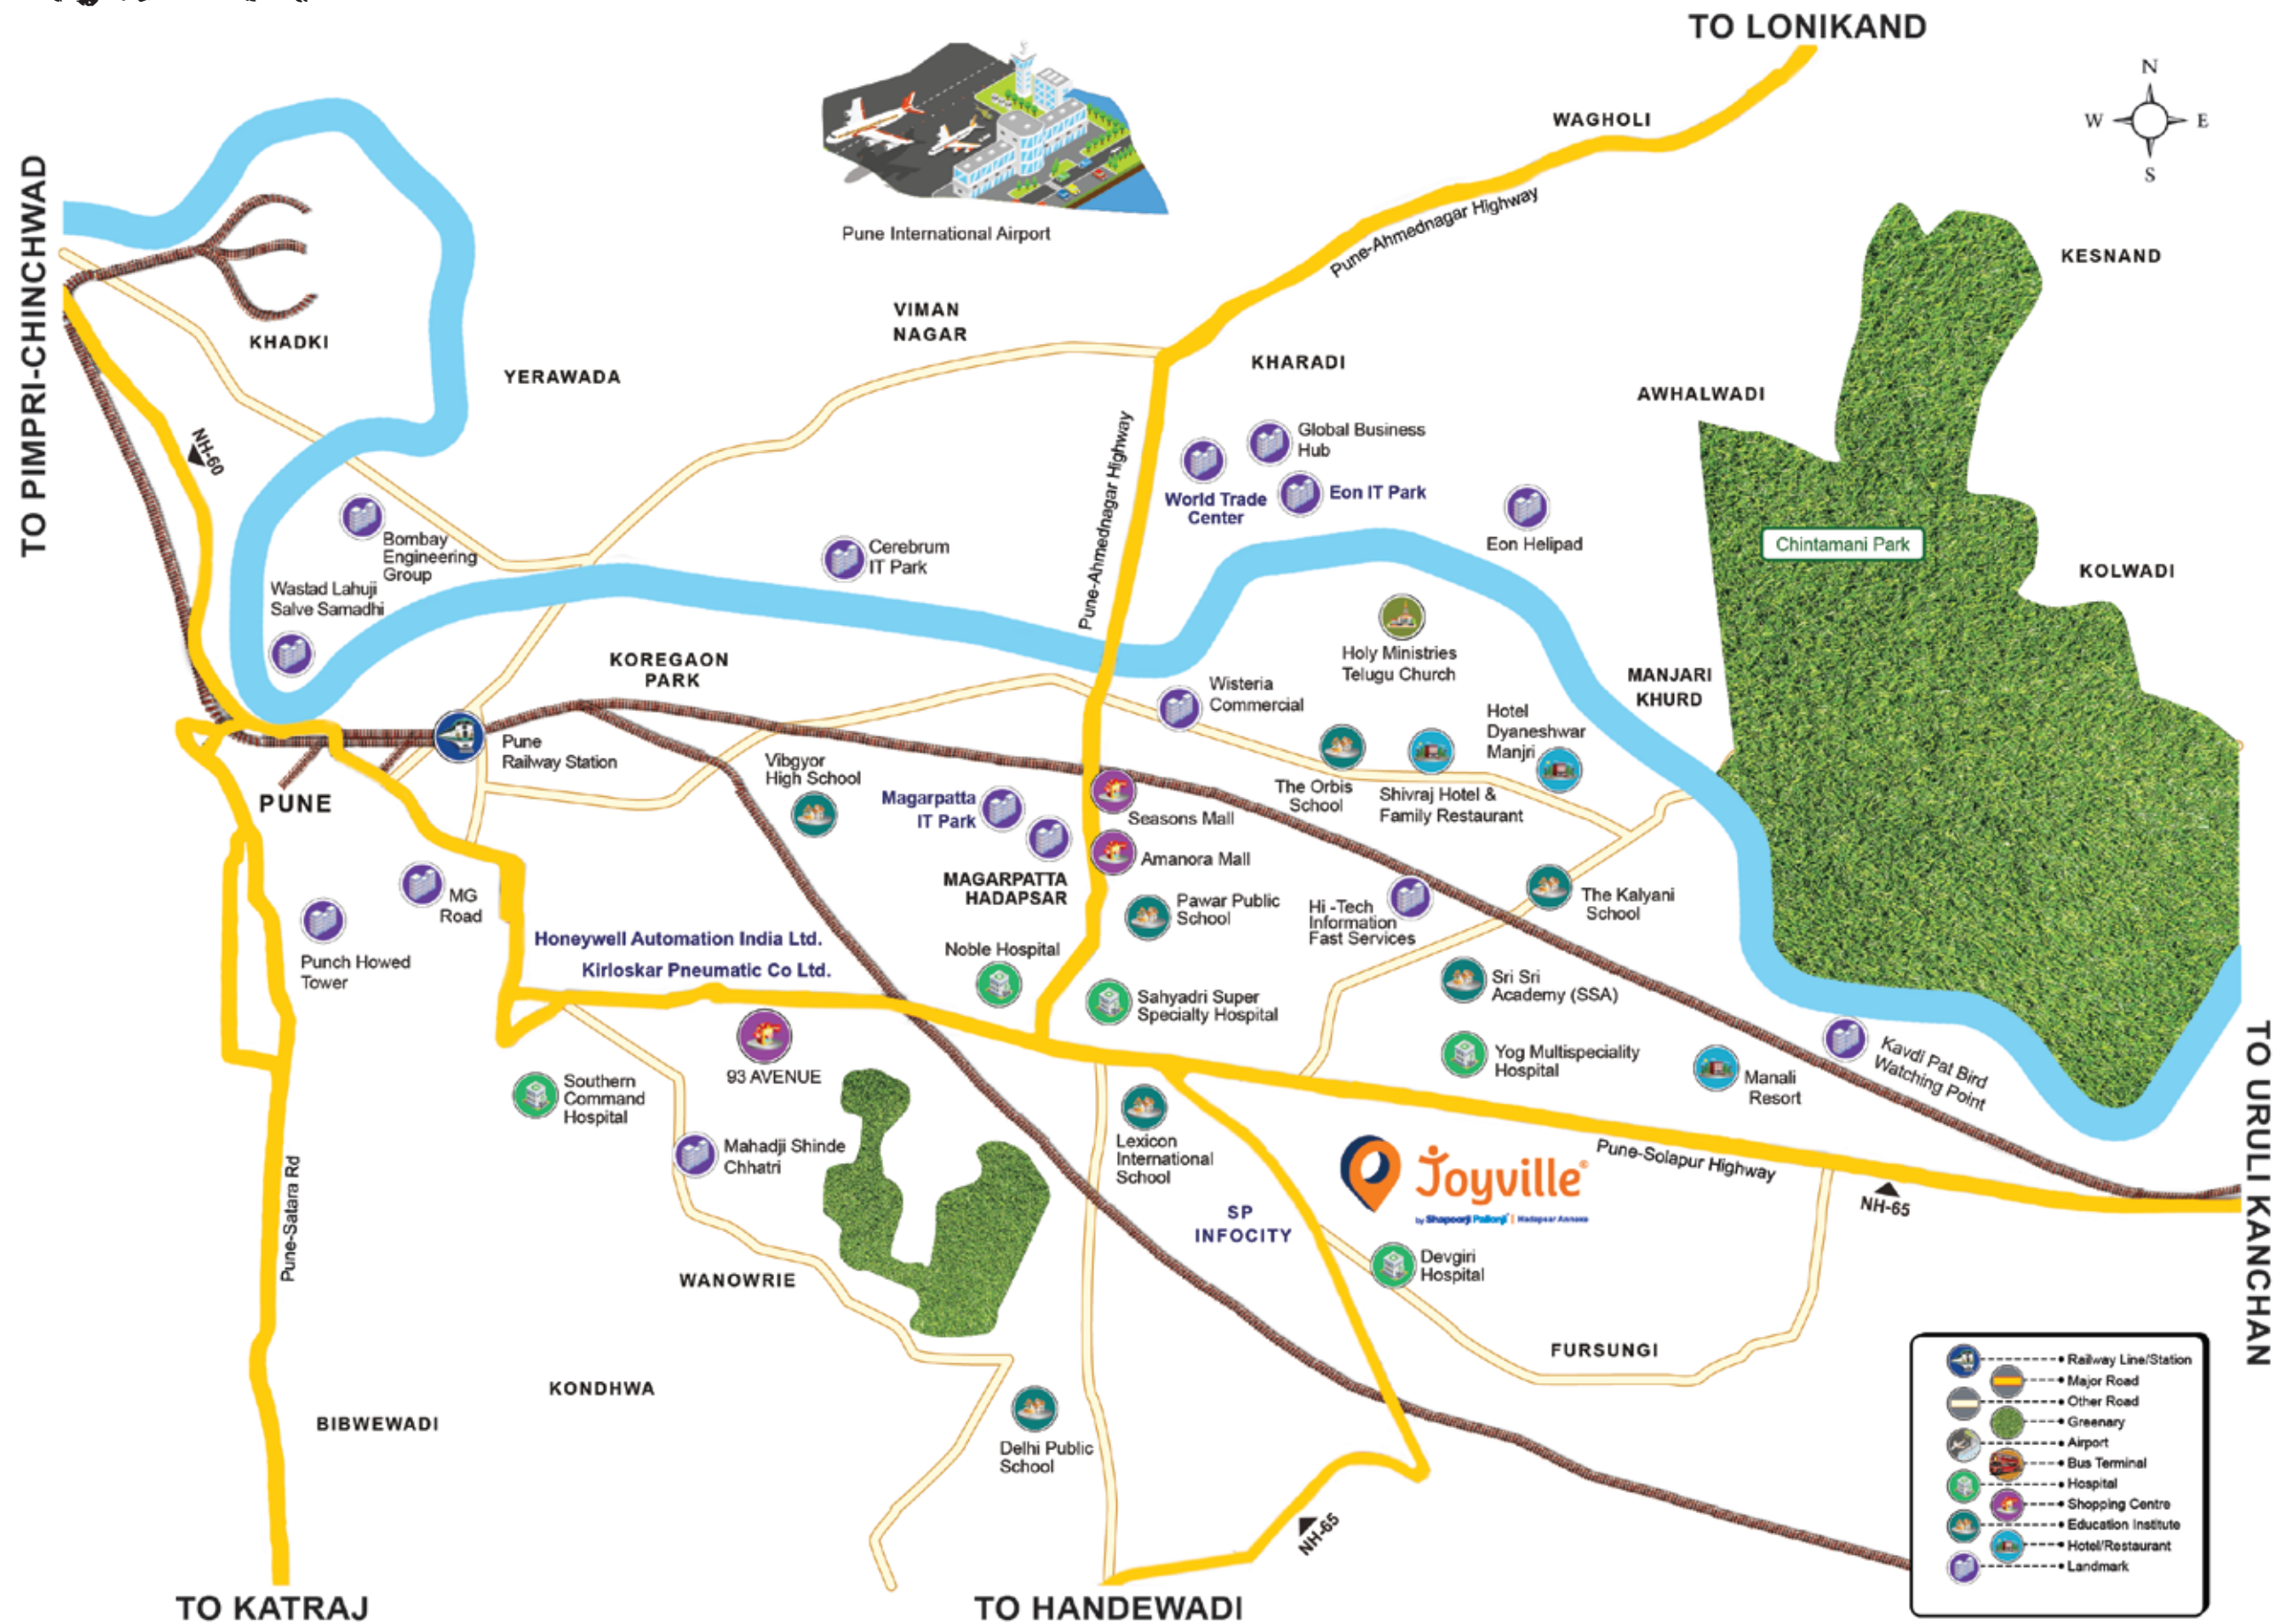 TO LONIKAND
N
W
E
S
WAGHOLI
Pune-Ahmednagar Highway
Pune International Airport
TO PIMPRI-CHINCHWAD
KESNAND
VIMAN
NAGAR
KHADKI
YERAWADA
KHARADI
AWHALWADI
Pune-Ahmednagar Highway
NH-60
Global Business
Hub
World Trade
Center
Eon IT Park
Eon Helipad
Bombay
Engineering
Group
Cerebrum
IT Park
Chintamani Park
KOLWADI
Wastad Lahuji
Salve Samadhi
Holy Ministries
Telugu Church
KOREGAON
PARK
MANJARI
KHURD
Wisteria
Commercial
Hotel
Dyaneshwar
Manjri
Pune
Railway Station
PUNE
Vibgyor
High School
Magarpatta
IT Park
Seasons Mall
The Orbis
School
Shivraj Hotel &
Family Restaurant
Amanora Mall
MG
Road
MAGARPATTA
HADAPSAR
Pawar Public
School
Hi -Tech
Information
Fast Services
The Kalyani
School
Punch Howed
Tower
Honeywell Automation India Ltd.
Kirloskar Pneumatic Co Ltd.
Noble Hospital
Sahyadri Super
Specialty Hospital
Sri Sri
Academy (SSA)
Yog Multispeciality
Hospital
Manali
Resort
Kavdi Pat Bird
Watching Point
TO URULI KANCHAN
93 AVENUE
Southern
Command
Hospital
Mahadji Shinde
Chhatri
Lexicon
International
School
Joyville®
by Shapoorji Pallonji | Hadapsar Annexe
Pune-Solapur Highway
NH-65
Pune-Satara Rd
SP
INFOCITY
Devgiri
Hospital
WANOWRIE
FURSUNGI
KONDHWA
BIBWEWADI
Delhi Public
School
NH-65
Railway Line/Station
Major Road
Other Road
Greenary
Airport
Bus Terminal
Hospital
Shopping Centre
Education Institute
Hotel/Restaurant
Landmark
TO KATRAJ
TO HANDEWADI